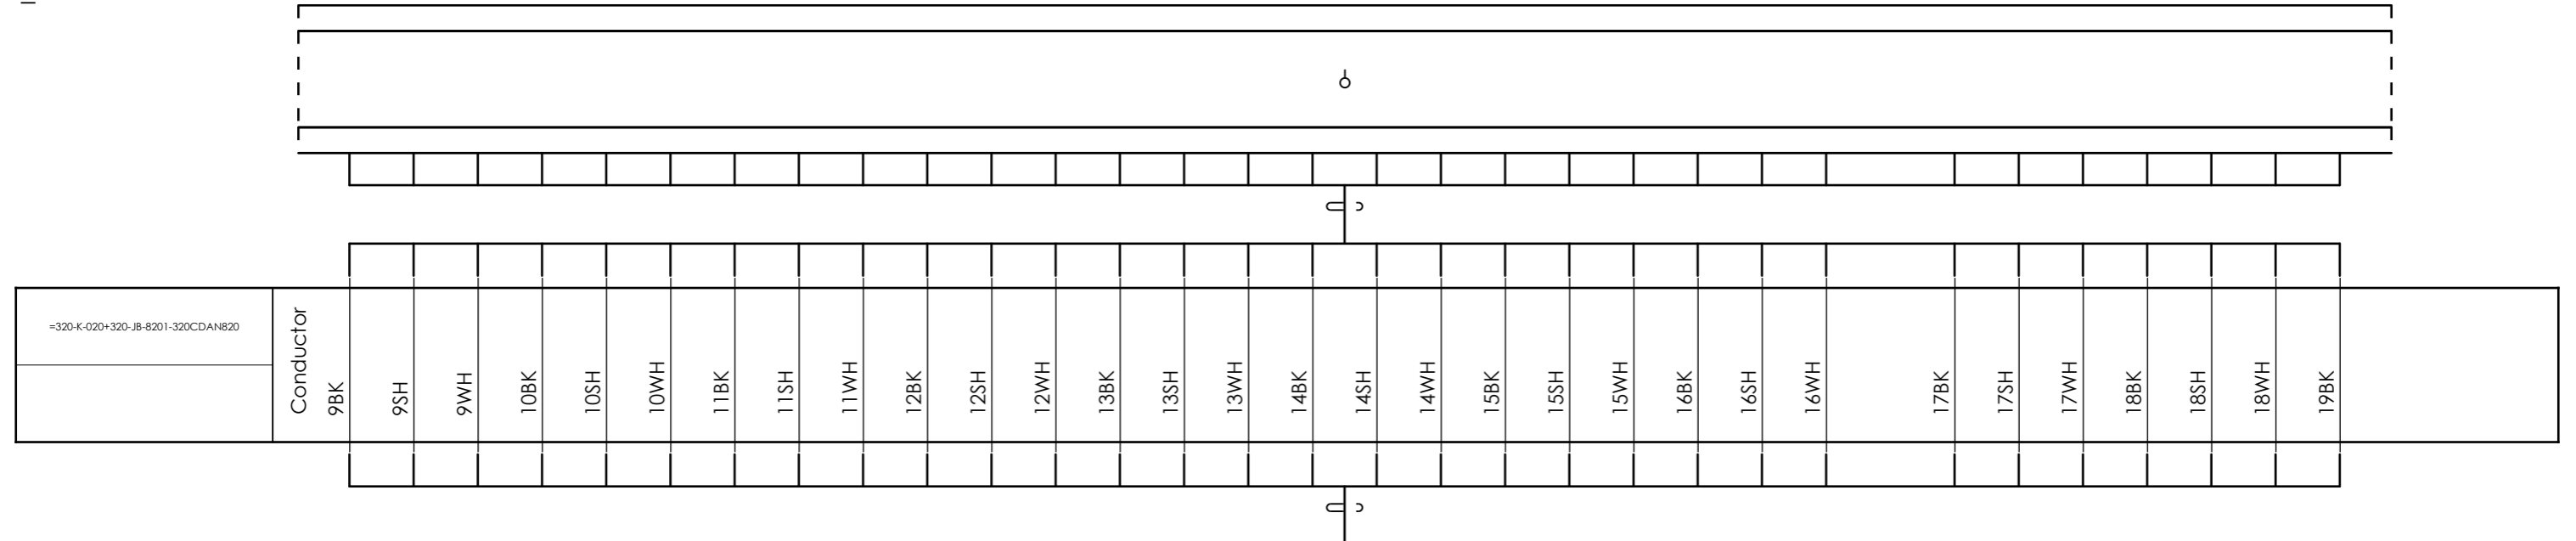 =320-K-020+320-JB-8201-320CDAN820
Conductor
9BK
9SH
9WH
10BK
10SH
10WH
11BK
11SH
11WH
12BK
12SH
12WH
13BK
13SH
13WH
14BK
14SH
14WH
15BK
15SH
15WH
16BK
16SH
16WH
17BK
17SH
17WH
18BK
18SH
18WH
19BK